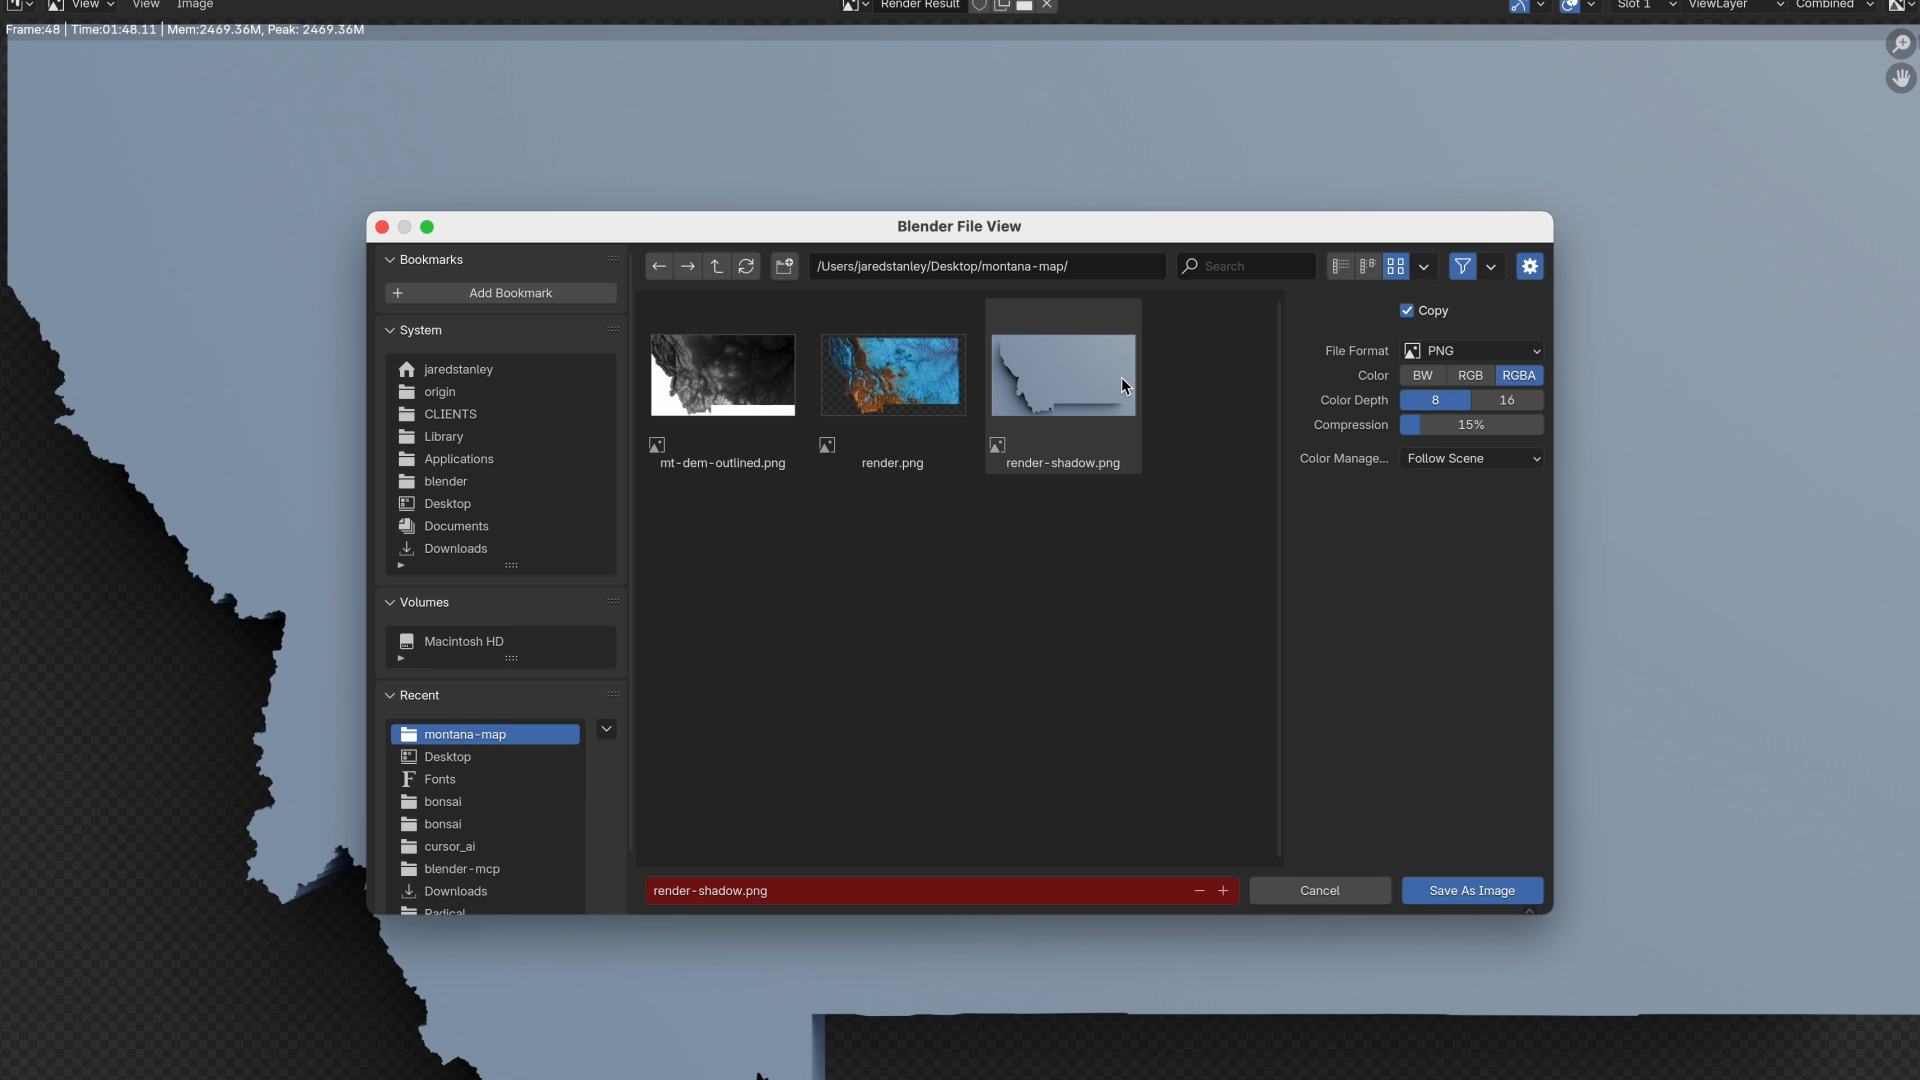 View View Image Render Result Slot 1 ViewLayer Combined
Frame:48 | Time:01:48.11 | Mem:2469.36M, Peak: 2469.36M
Blender File View
Bookmarks
Add Bookmark
System
jaredstanley
origin
CLIENTS
Library
Applications
blender
Desktop
Documents
Downloads
Volumes
Macintosh HD
Recent
montana-map
Desktop
Fonts
bonsai
bonsai
cursor_ai
blender-mcp
Downloads
Radical
/Users/jaredstanley/Desktop/montana-map/
Search
mt-dem-outlined.png
render.png
render-shadow.png
Copy
File Format PNG
Color BW RGB RGBA
Color Depth 8 16
Compression 15%
Color Manage... Follow Scene
render-shadow.png
Cancel
Save As Image